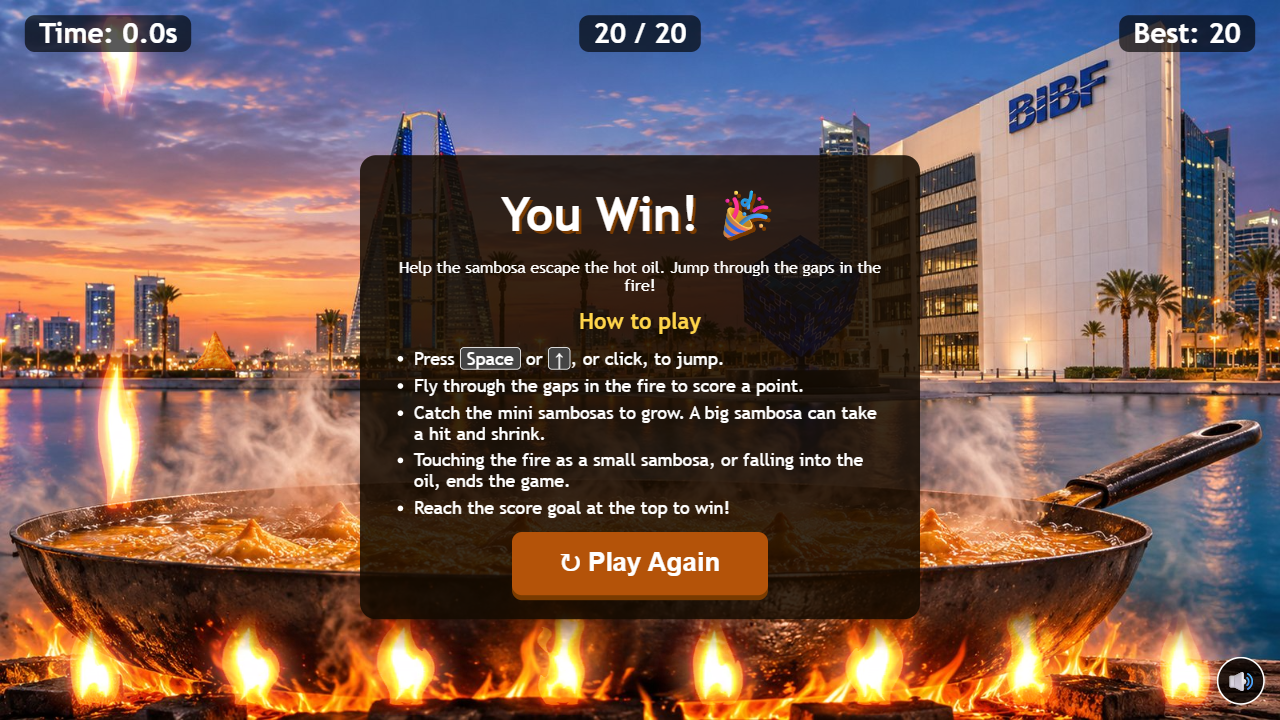 Time: 0.0s
20 / 20
Best: 20
BIBF
You Win! 🎉
Help the sambosa escape the hot oil. Jump through the gaps in the
fire!
How to play
• Press Space or ↑, or click, to jump.
• Fly through the gaps in the fire to score a point.
• Catch the mini sambosas to grow. A big sambosa can take
a hit and shrink.
• Touching the fire as a small sambosa, or falling into the
oil, ends the game.
• Reach the score goal at the top to win!
↻ Play Again